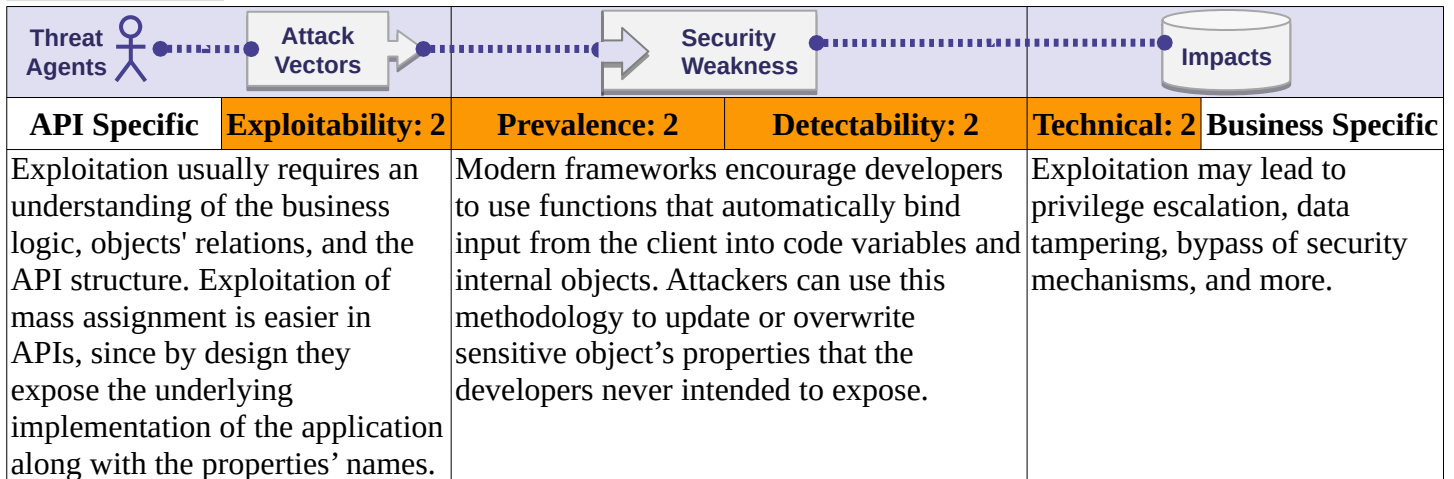 Threat
Agents
Attack
Vectors
Security
Weakness
Impacts
API Specific
Exploitability: 2
Prevalence: 2
Detectability: 2
Technical: 2
Business Specific
Exploitation usually requires an
understanding of the business
logic, objects' relations, and the
API structure. Exploitation of
mass assignment is easier in
APIs, since by design they
expose the underlying
implementation of the application
along with the properties’ names.
Modern frameworks encourage developers
to use functions that automatically bind
input from the client into code variables and
internal objects. Attackers can use this
methodology to update or overwrite
sensitive object’s properties that the
developers never intended to expose.
Exploitation may lead to
privilege escalation, data
tampering, bypass of security
mechanisms, and more.